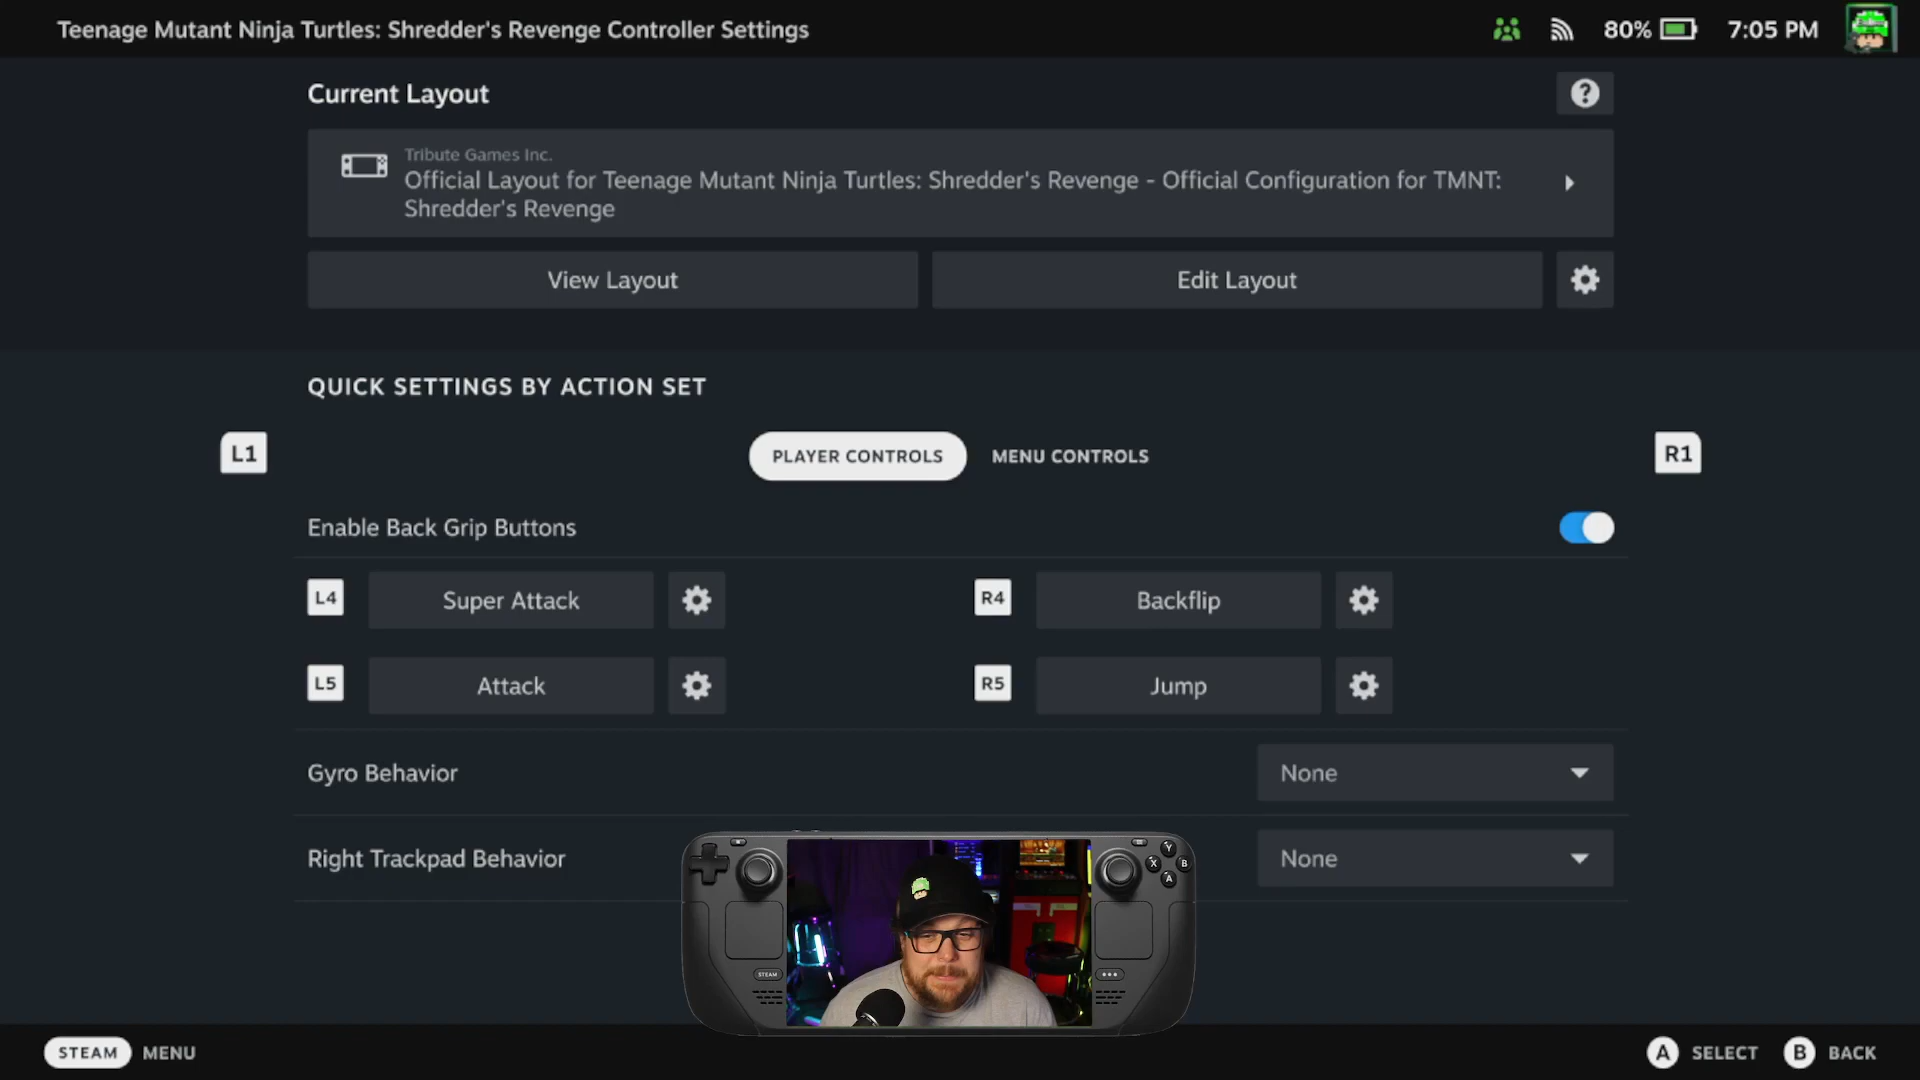 Teenage Mutant Ninja Turtles: Shredder's Revenge Controller Settings
80%
7:05 PM
Current Layout
?
Tribute Games Inc.
Official Layout for Teenage Mutant Ninja Turtles: Shredder's Revenge - Official Configuration for TMNT:
Shredder's Revenge
View Layout
Edit Layout
QUICK SETTINGS BY ACTION SET
L1
PLAYER CONTROLS
MENU CONTROLS
R1
Enable Back Grip Buttons
L4
Super Attack
R4
Backflip
L5
Attack
R5
Jump
Gyro Behavior
None
Right Trackpad Behavior
None
Y
X
B
A
STEAM
STEAM
MENU
A
SELECT
B
BACK